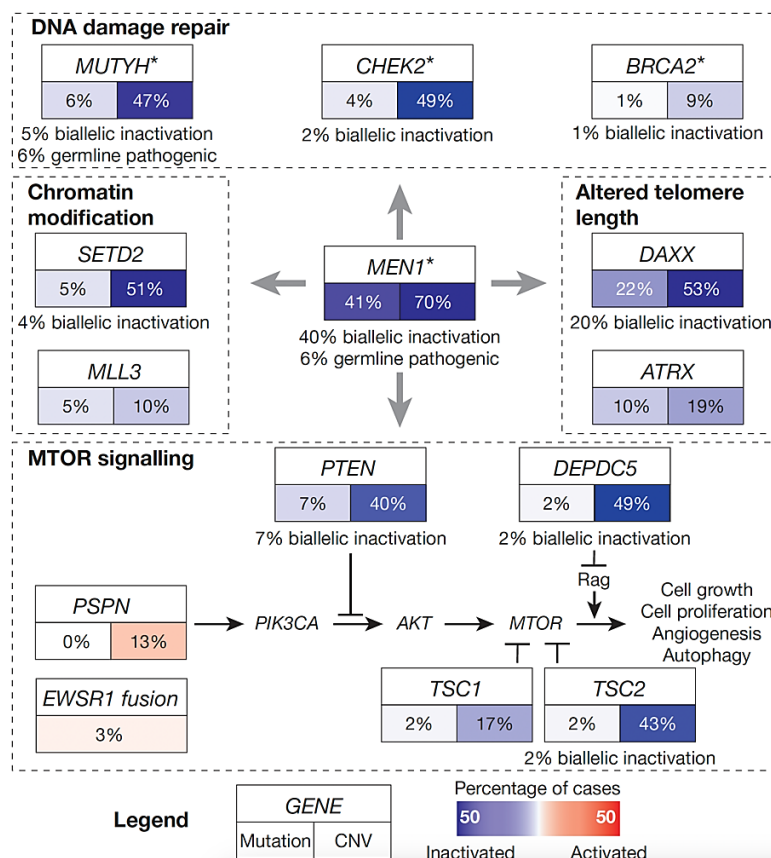 DNA damage repair
MUTYH*
6% 47%
5% biallelic inactivation
6% germline pathogenic
CHEK2*
4% 49%
2% biallelic inactivation
BRCA2*
1% 9%
1% biallelic inactivation
Chromatin
modification
SETD2
5% 51%
4% biallelic inactivation
MLL3
5% 10%
MEN1*
41% 70%
40% biallelic inactivation
6% germline pathogenic
Altered telomere
length
DAXX
22% 53%
20% biallelic inactivation
ATRX
10% 19%
MTOR signalling
PTEN
7% 40%
7% biallelic inactivation
DEPDC5
2% 49%
2% biallelic inactivation
Rag
PSPN
0% 13%
PIK3CA
AKT
MTOR
Cell growth
Cell proliferation
Angiogenesis
Autophagy
EWSR1 fusion
3%
TSC1
2% 17%
TSC2
2% 43%
2% biallelic inactivation
Legend
GENE
Mutation CNV
Percentage of cases
50 50
Inactivated Activated